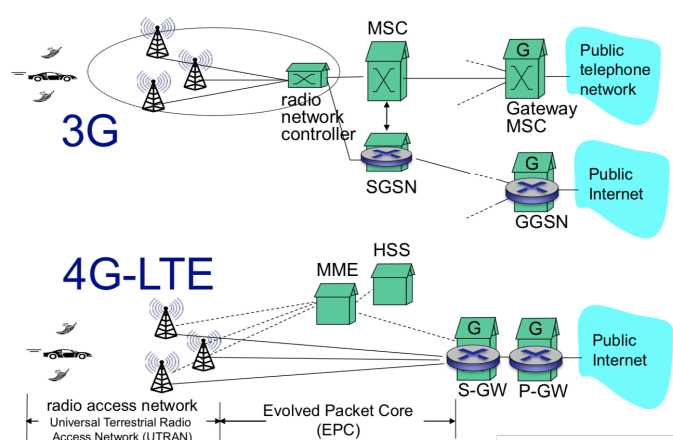 MSC
G
Public
telephone
network
radio
network
controller
Gateway
MSC
3G
SGSN
G
GGSN
Public
Internet
4G-LTE
HSS
MME
G
G
Public
Internet
S-GW
P-GW
radio access network
Universal Terrestrial Radio
Access Network (UTRAN)
Evolved Packet Core
(EPC)